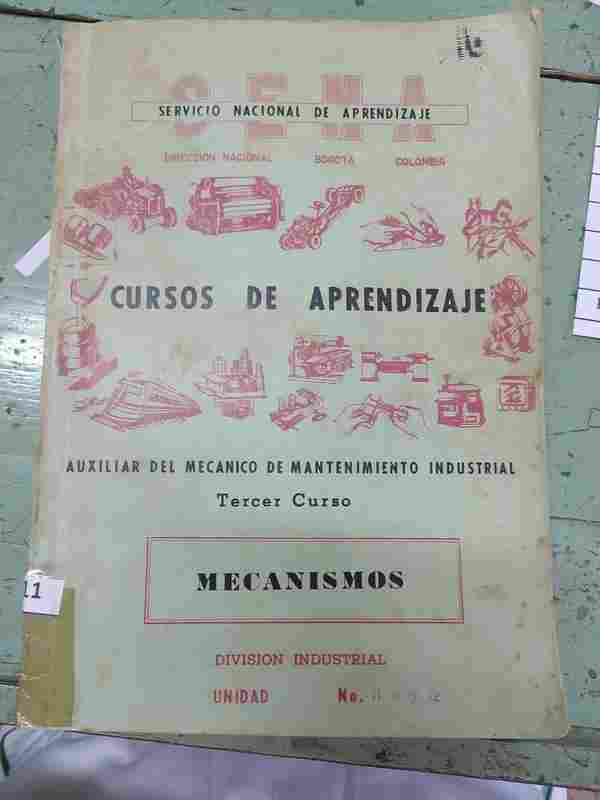 SENA
SERVICIO NACIONAL DE APRENDIZAJE
DIRECCION NACIONAL BOGOTA COLOMBIA
CURSOS DE APRENDIZAJE
AUXILIAR DEL MECANICO DE MANTENIMIENTO INDUSTRIAL
Tercer Curso
MECANISMOS
11
DIVISION INDUSTRIAL
UNIDAD No.